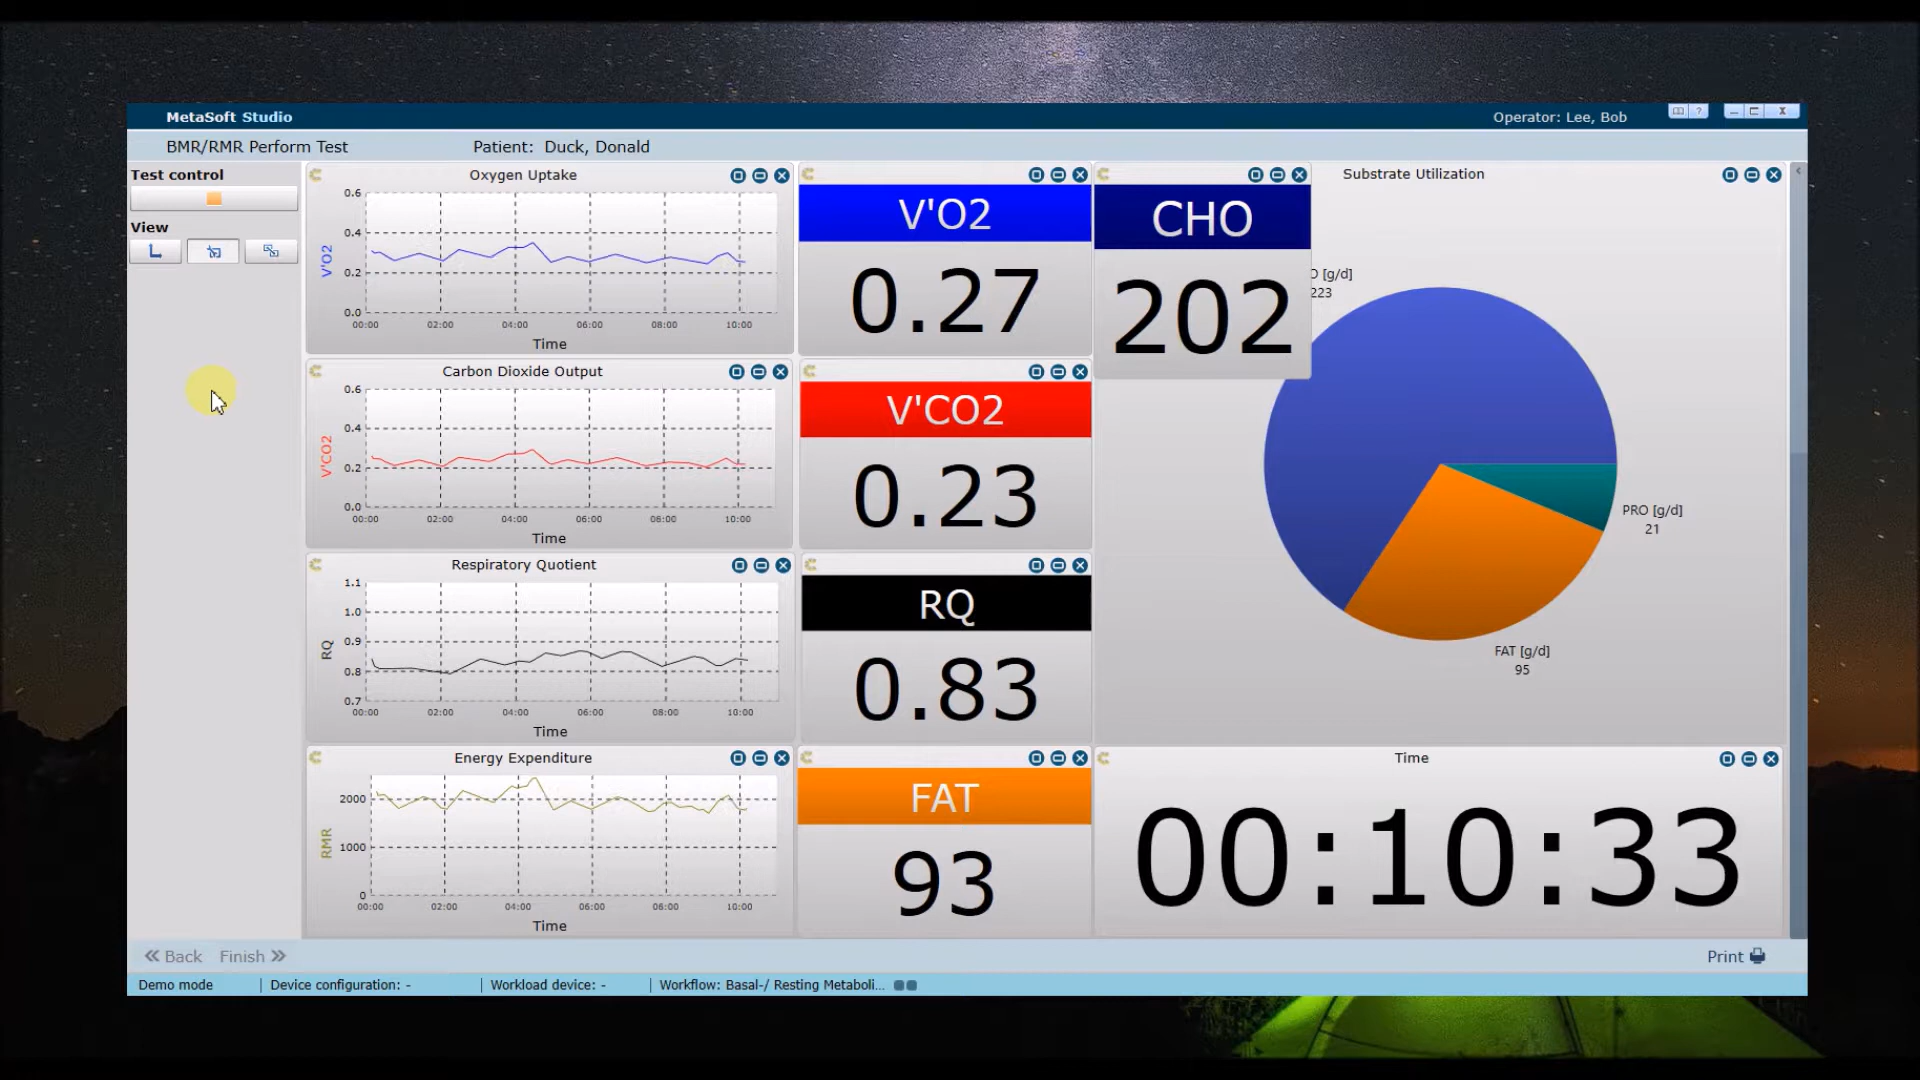 MetaSoft Studio
Operator: Lee, Bob
?
X
BMR/RMR Perform Test
Patient: Duck, Donald
Test control
View
Oxygen Uptake
V'O2
0.6
0.4
0.2
0.0
00:00 02:00 04:00 06:00 08:00 10:00
Time
V'O2
0.27
CHO
202
Substrate Utilization
O [g/d]
223
PRO [g/d]
21
FAT [g/d]
95
Carbon Dioxide Output
V'CO2
0.6
0.4
0.2
0.0
00:00 02:00 04:00 06:00 08:00 10:00
Time
V'CO2
0.23
Respiratory Quotient
RQ
1.1
1.0
0.9
0.8
0.7
00:00 02:00 04:00 06:00 08:00 10:00
Time
RQ
0.83
Energy Expenditure
RMR
2000
1000
0
00:00 02:00 04:00 06:00 08:00 10:00
Time
FAT
93
Time
00:10:33
Back
Finish
Print
Demo mode
Device configuration: -
Workload device: -
Workflow: Basal-/ Resting Metaboli...